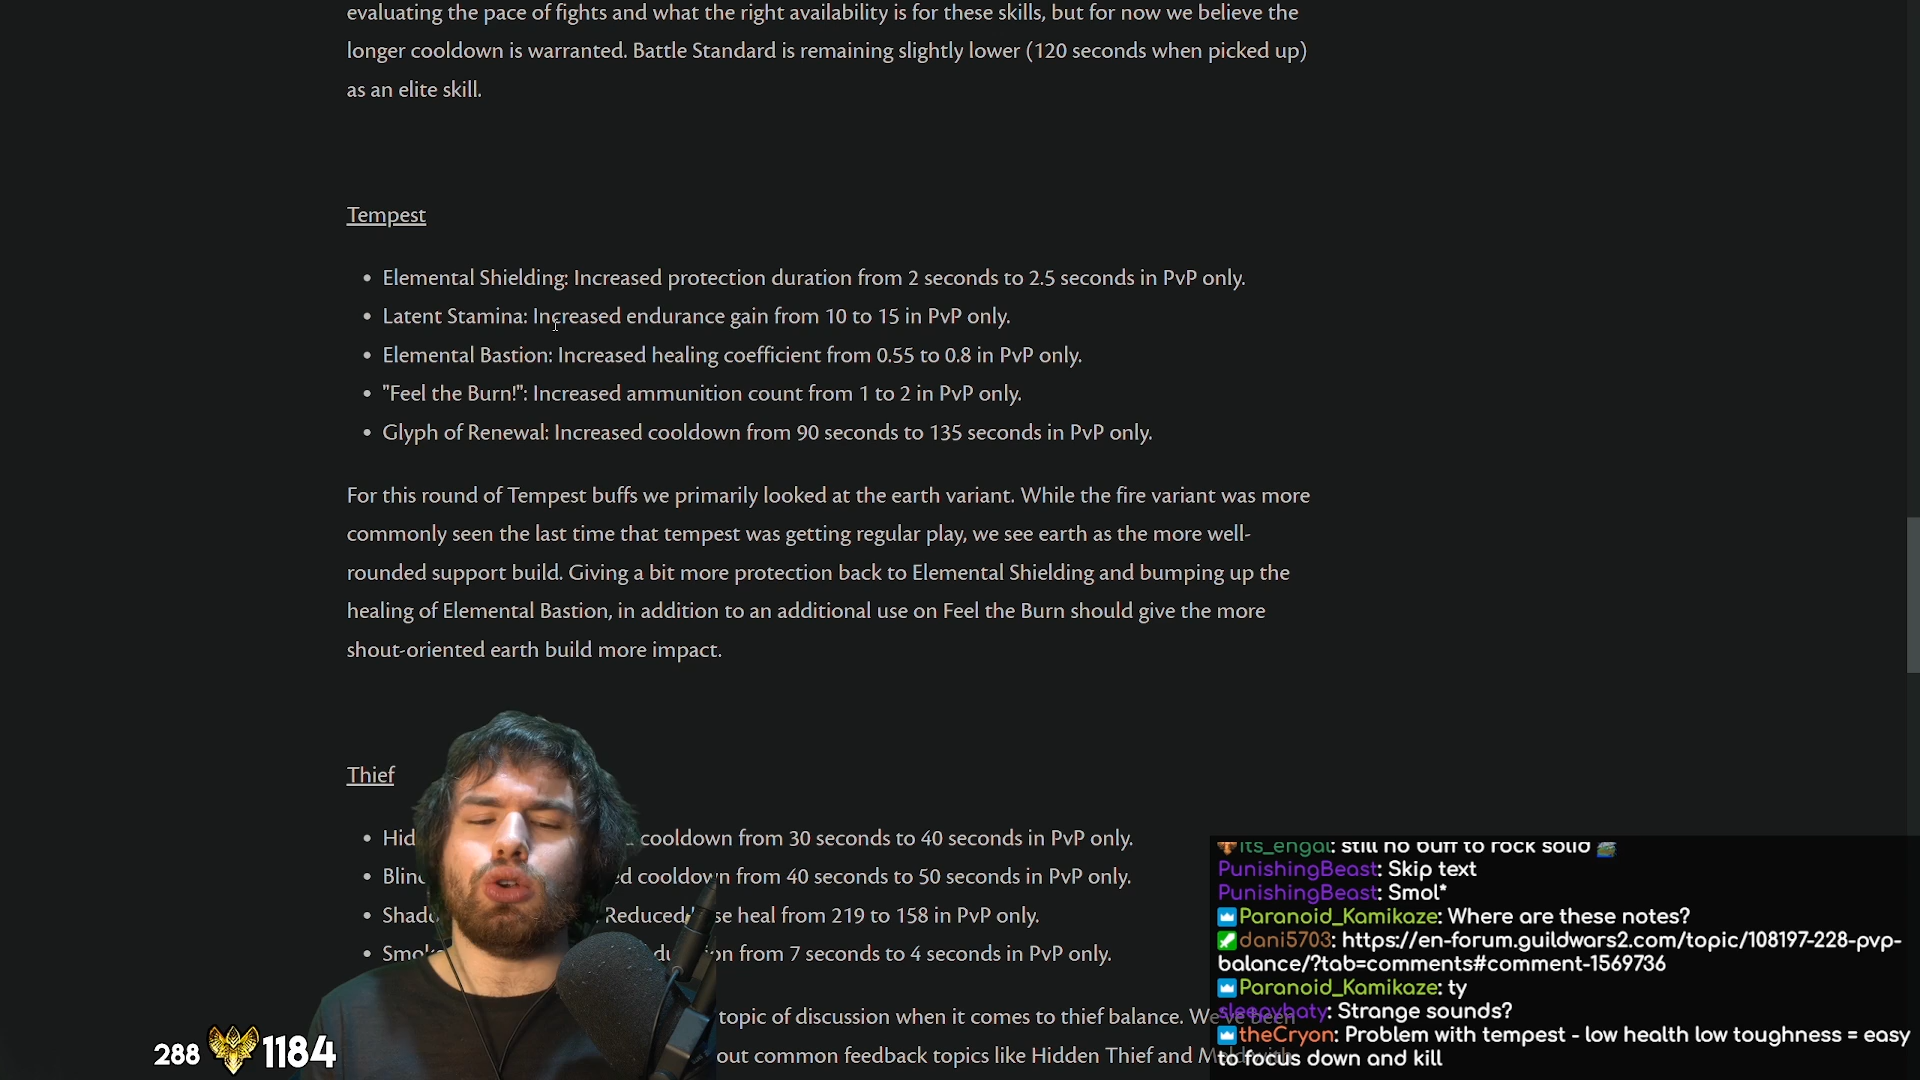 evaluating the pace of fights and what the right availability is for these skills, but for now we believe the
longer cooldown is warranted. Battle Standard is remaining slightly lower (120 seconds when picked up)
as an elite skill.
Tempest
• Elemental Shielding: Increased protection duration from 2 seconds to 2.5 seconds in PvP only.
• Latent Stamina: Increased endurance gain from 10 to 15 in PvP only.
• Elemental Bastion: Increased healing coefficient from 0.55 to 0.8 in PvP only.
• "Feel the Burn!": Increased ammunition count from 1 to 2 in PvP only.
• Glyph of Renewal: Increased cooldown from 90 seconds to 135 seconds in PvP only.
For this round of Tempest buffs we primarily looked at the earth variant. While the fire variant was more
commonly seen the last time that tempest was getting regular play, we see earth as the more well-
rounded support build. Giving a bit more protection back to Elemental Shielding and bumping up the
healing of Elemental Bastion, in addition to an additional use on Feel the Burn should give the more
shout-oriented earth build more impact.
Thief
• cooldown from 30 seconds to 40 seconds in PvP only.
• cooldown from 40 seconds to 50 seconds in PvP only.
• Reduced heal from 219 to 158 in PvP only.
• from 7 seconds to 4 seconds in PvP only.
topic of discussion when it comes to thief balance. We've been
out common feedback topics like Hidden Thief and
288 1184
its_engal: still no buff to rock solid
PunishingBeast: Skip text
PunishingBeast: Smol*
Paranoid_Kamikaze: Where are these notes?
dani5703: https://en-forum.guildwars2.com/topic/108197-228-pvp-
balance/?tab=comments#comment-1569736
Paranoid_Kamikaze: ty
Strange sounds?
theCryon: Problem with tempest - low health low toughness = easy
to focus down and kill